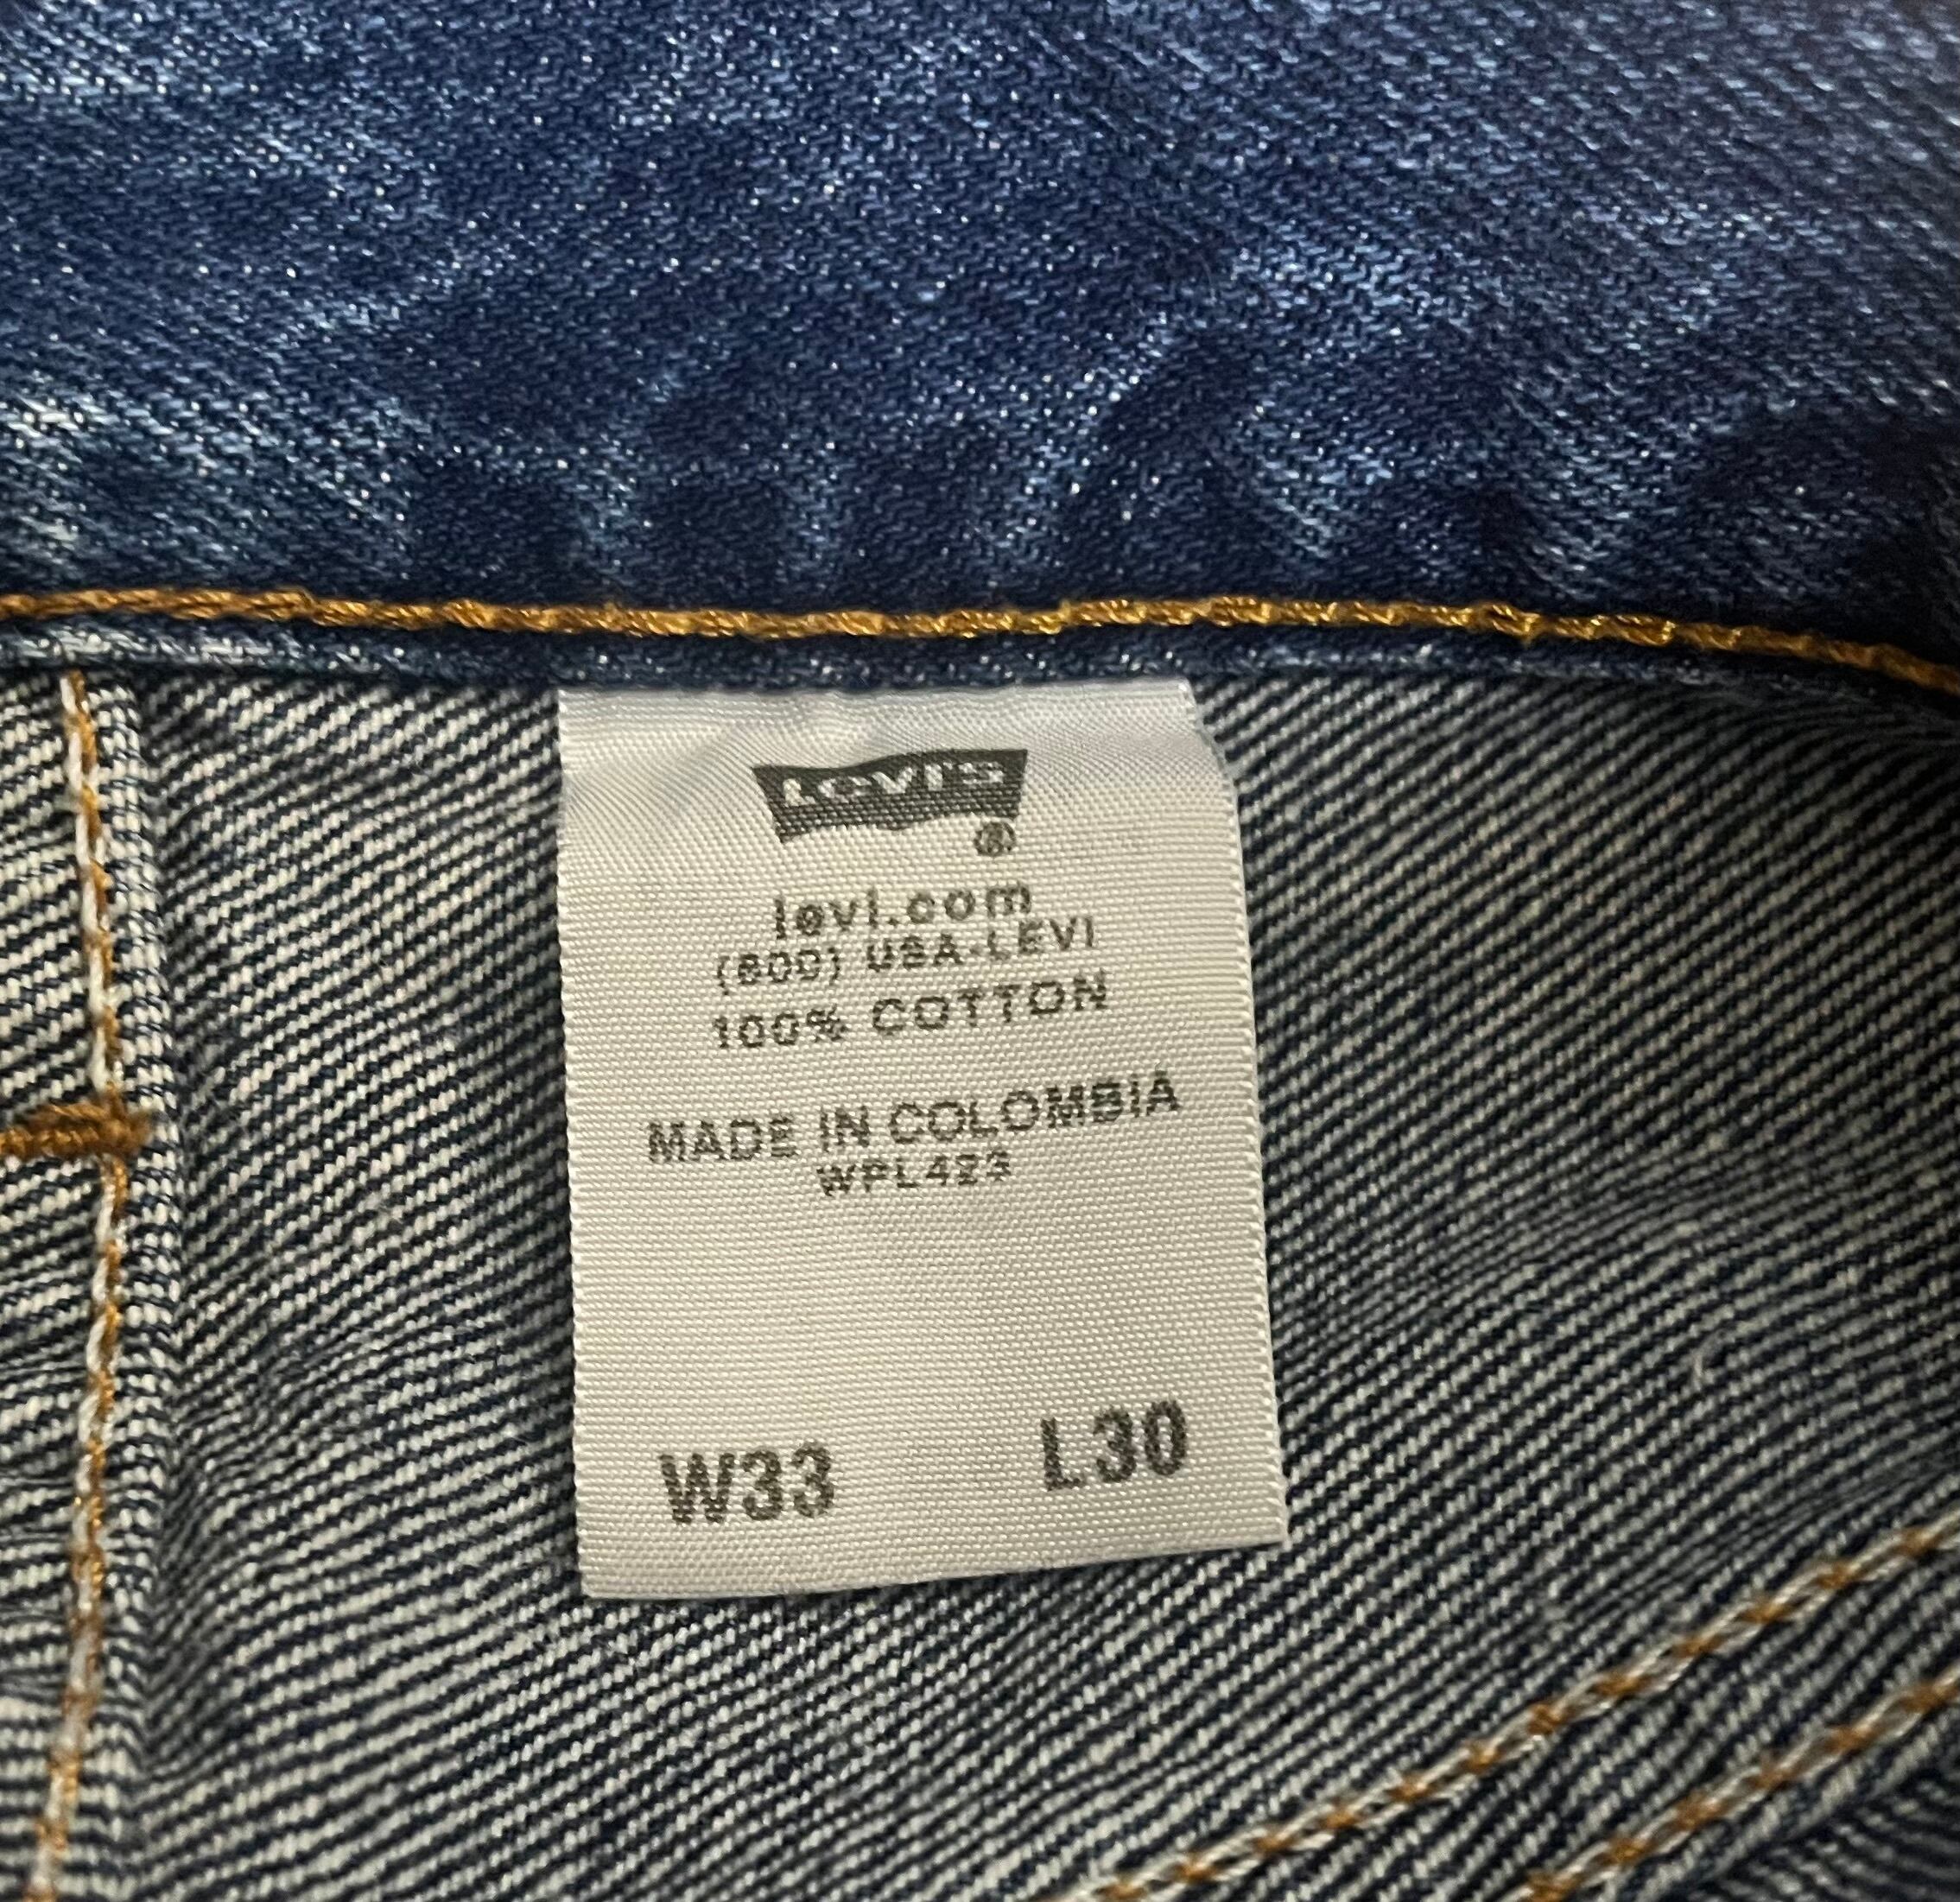 Levi's
®
levi.com
(800) USA-LEVI
100% COTTON
MADE IN COLOMBIA
WPL423
W33 L30